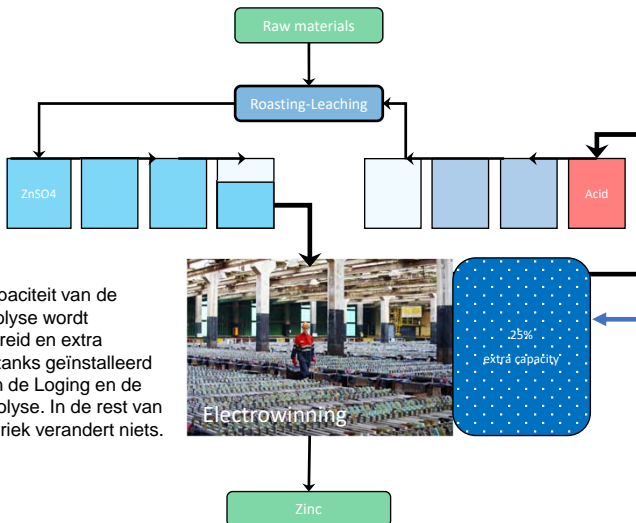 Raw materials
Roasting-Leaching
ZnSO4
Acid
paciteit van de
olyse wordt
reid en extra
tanks geïnstalleerd
n de Loging en de
olyse. In de rest van
riek verandert niets.
25%
extra capacity
Electrowinning
Zinc